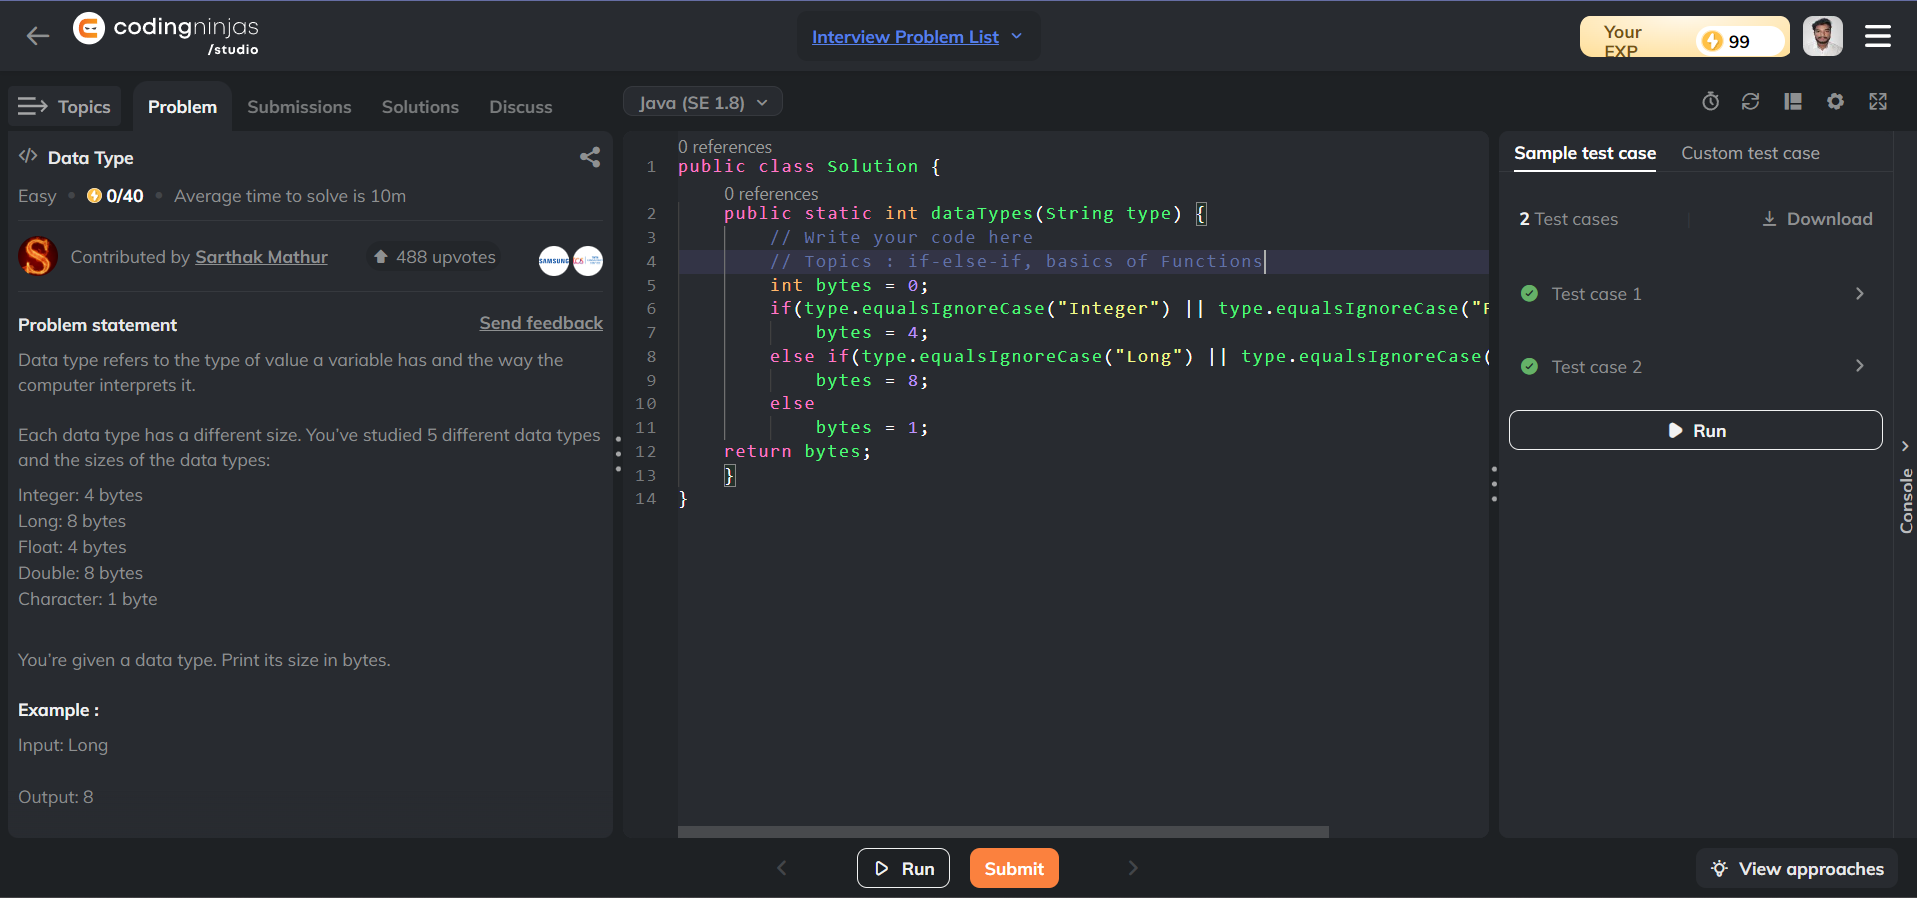 codingninjas
/studio
Interview Problem List
Your
EXP
99
Topics
Problem
Submissions
Solutions
Discuss
Java (SE 1.8)
Data Type
Easy • 0/40 • Average time to solve is 10m
Contributed by Sarthak Mathur
488 upvotes
SAMSUNG
Problem statement
Send feedback
Data type refers to the type of value a variable has and the way the
computer interprets it.
Each data type has a different size. You’ve studied 5 different data types
and the sizes of the data types:
Integer: 4 bytes
Long: 8 bytes
Float: 4 bytes
Double: 8 bytes
Character: 1 byte
You’re given a data type. Print its size in bytes.
Example :
Input: Long
Output: 8
0 references
1 public class Solution {
0 references
2 public static int dataTypes(String type) {
3 // Write your code here
4 // Topics : if-else-if, basics of Functions
5 int bytes = 0;
6 if(type.equalsIgnoreCase("Integer") || type.equalsIgnoreCase("F
7 bytes = 4;
8 else if(type.equalsIgnoreCase("Long") || type.equalsIgnoreCase(
9 bytes = 8;
10 else
11 bytes = 1;
12 return bytes;
13 }
14 }
Sample test case
Custom test case
2 Test cases
Download
Test case 1
Test case 2
Run
Console
Run
Submit
View approaches